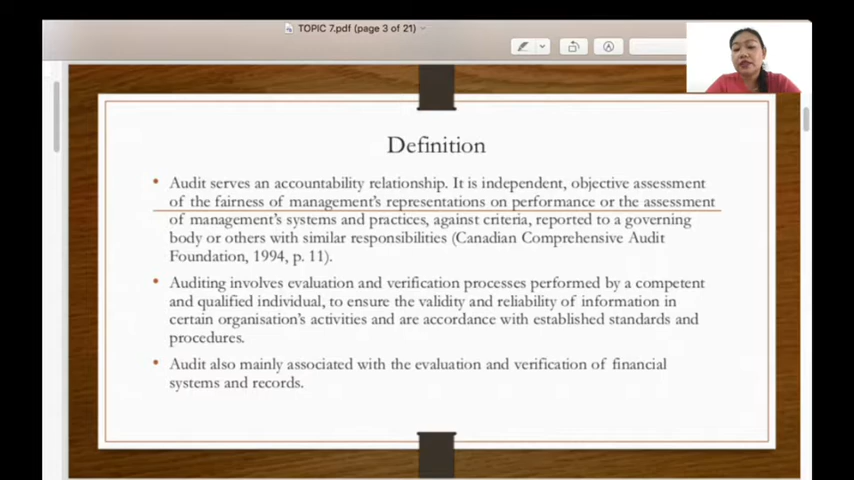 TOPIC 7.pdf (page 3 of 21)
Definition
• Audit serves an accountability relationship. It is independent, objective assessment
of the fairness of management's representations on performance or the assessment
of management's systems and practices, against criteria, reported to a governing
body or others with similar responsibilities (Canadian Comprehensive Audit
Foundation, 1994, p. 11).
• Auditing involves evaluation and verification processes performed by a competent
and qualified individual, to ensure the validity and reliability of information in
certain organisation's activities and are accordance with established standards and
procedures.
• Audit also mainly associated with the evaluation and verification of financial
systems and records.